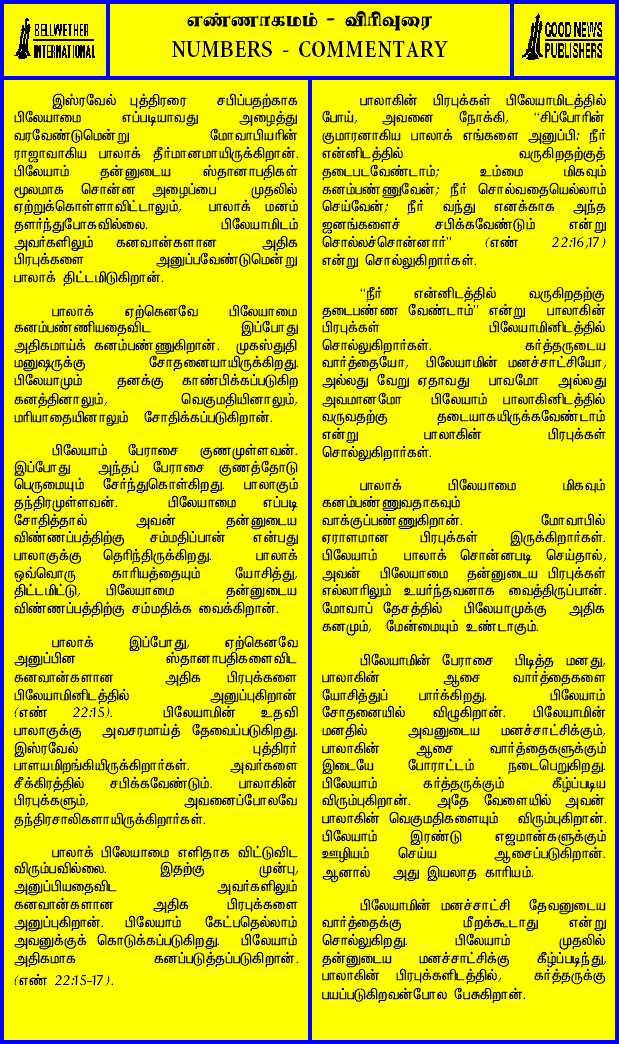 BELLWETHER
INTERNATIONAL
எண்ணாகமம் - விரிவுரை
NUMBERS - COMMENTARY
GOOD NEWS
PUBLISHERS
இஸ்ரவேல் புத்திரரை சபிப்பதற்காக
பிலேயாமை எப்படியாவது அழைத்து
வரவேண்டுமென்று மோவாபியரின்
ராஜாவாகிய பாலாக் தீர்மானமாயிருக்கிறான்.
பிலேயாம் தன்னுடைய ஸ்தானாபதிகள்
மூலமாக சொன்ன அழைப்பை முதலில்
ஏற்றுக்கொள்ளாவிட்டாலும், பாலாக் மனம்
தளர்ந்துபோகவில்லை. பிலேயாமிடம்
அவர்களிலும் கனவான்களான அதிக
பிரபுக்களை அனுப்பவேண்டுமென்று
பாலாக் திட்டமிடுகிறான்.
பாலாக் ஏற்கெனவே பிலேயாமை
கனம்பண்ணியதைவிட இப்போது
அதிகமாய்க் கனம்பண்ணுகிறான். முகஸ்துதி
மனுஷருக்கு சோதனையாயிருக்கிறது.
பிலேயாமும் தனக்கு காண்பிக்கப்படுகிற
கனத்தினாலும், வெகுமதியினாலும்,
மரியாதையினாலும் சோதிக்கப்படுகிறான்.
பிலேயாம் பேராசை குணமுள்ளவன்.
இப்போது அந்தப் பேராசை குணத்தோடு
பெருமையும் சேர்ந்துகொள்கிறது. பாலாகும்
தந்திரமுள்ளவன். பிலேயாமை எப்படி
சோதித்தால் அவன் தன்னுடைய
விண்ணப்பத்திற்கு சம்மதிப்பான் என்பது
பாலாகுக்கு தெரிந்திருக்கிறது. பாலாக்
ஒவ்வொரு காரியத்தையும் யோசித்து,
திட்டமிட்டு, பிலேயாமை தன்னுடைய
விண்ணப்பத்திற்கு சம்மதிக்க வைக்கிறான்.
பாலாக் இப்போது, ஏற்கெனவே
அனுப்பின ஸ்தானாபதிகளைவிட
கனவான்களான அதிக பிரபுக்களை
பிலேயாமினிடத்தில் அனுப்புகிறான்
(எண் 22:15). பிலேயாமின் உதவி
பாலாகுக்கு அவசரமாய்த் தேவைப்படுகிறது.
இஸ்ரவேல் புத்திரர்
பாளயமிறங்கியிருக்கிறார்கள். அவர்களை
சீக்கிரத்தில் சபிக்கவேண்டும். பாலாகின்
பிரபுக்களும், அவனைப்போலவே
தந்திரசாலிகளாயிருக்கிறார்கள்.
பாலாக் பிலேயாமை எளிதாக விட்டுவிட
விரும்பவில்லை. இதற்கு முன்பு,
அனுப்பியதைவிட அவர்களிலும்
கனவான்களான அதிக பிரபுக்களை
அனுப்புகிறான். பிலேயாம் கேட்பதெல்லாம்
அவனுக்குக் கொடுக்கப்படுகிறது. பிலேயாம்
அதிகமாக கனப்படுத்தப்படுகிறான்.
(எண் 22:15-17).
பாலாகின் பிரபுக்கள் பிலேயாமிடத்தில்
போய், அவனை நோக்கி, “சிப்போரின்
குமாரனாகிய பாலாக் எங்களை அனுப்பி: நீர்
என்னிடத்தில் வருகிறதற்குத்
தடைபடவேண்டாம்; உம்மை மிகவும்
கனம்பண்ணுவேன்; நீர் சொல்வதையெல்லாம்
செய்வேன்; நீர் வந்து எனக்காக அந்த
ஜனங்களைச் சபிக்கவேண்டும் என்று
சொல்லச்சொன்னார்” (எண் 22:16,17)
என்று சொல்லுகிறார்கள்.
“நீர் என்னிடத்தில் வருகிறதற்கு
தடைபண்ண வேண்டாம்” என்று பாலாகின்
பிரபுக்கள் பிலேயாமினிடத்தில்
சொல்லுகிறார்கள். கர்த்தருடைய
வார்த்தையோ, பிலேயாமின் மனச்சாட்சியோ,
அல்லது வேறு ஏதாவது பாவமோ அல்லது
அவமானமோ பிலேயாம் பாலாகினிடத்தில்
வருவதற்கு தடையாகயிருக்கவேண்டாம்
என்று பாலாகின் பிரபுக்கள்
சொல்லுகிறார்கள்.
பாலாக் பிலேயாமை மிகவும்
கனம்பண்ணுவதாகவும்
வாக்குப்பண்ணுகிறான். மோவாபில்
ஏராளமான பிரபுக்கள் இருக்கிறார்கள்.
பிலேயாம் பாலாக் சொன்னபடி செய்தால்,
அவன் பிலேயாமை தன்னுடைய பிரபுக்கள்
எல்லாரிலும் உயர்ந்தவனாக வைத்திருப்பான்.
மோவாப் தேசத்தில் பிலேயாமுக்கு அதிக
கனமும், மேன்மையும் உண்டாகும்.
பிலேயாமின் பேராசை பிடித்த மனது,
பாலாகின் ஆசை வார்த்தைகளை
யோசித்துப் பார்க்கிறது. பிலேயாம்
சோதனையில் விழுகிறான். பிலேயாமின்
மனதில் அவனுடைய மனச்சாட்சிக்கும்,
பாலாகின் ஆசை வார்த்தைகளுக்கும்
இடையே போராட்டம் நடைபெறுகிறது.
பிலேயாம் கர்த்தருக்கும் கீழ்ப்படிய
விரும்புகிறான். அதே வேளையில் அவன்
பாலாகின் வெகுமதிகளையும் விரும்புகிறான்.
பிலேயாம் இரண்டு எஜமான்களுக்கும்
ஊழியம் செய்ய ஆசைப்படுகிறான்.
ஆனால் அது இயலாத காரியம்.
பிலேயாமின் மனச்சாட்சி தேவனுடைய
வார்த்தைக்கு மீறக்கூடாது என்று
சொல்லுகிறது. பிலேயாம் முதலில்
தன்னுடைய மனச்சாட்சிக்கு கீழ்ப்படிந்து,
பாலாகின் பிரபுக்களிடத்தில், கர்த்தருக்கு
பயப்படுகிறவன்போல பேசுகிறான்.